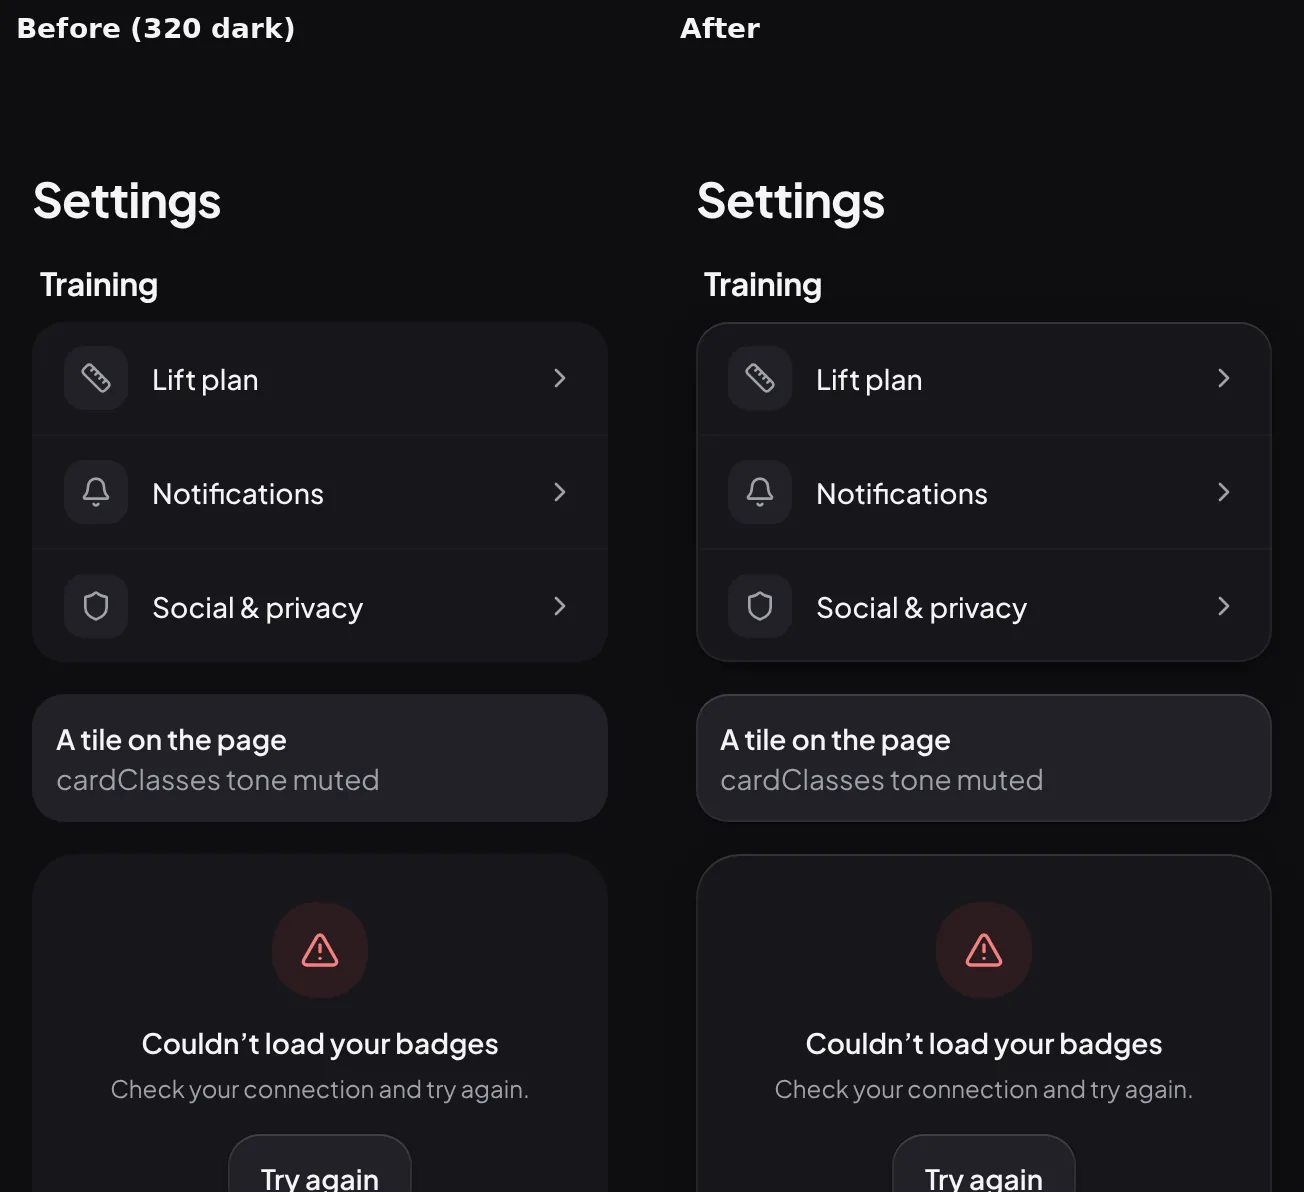 Before (320 dark)
Settings
Training
Lift plan
Notifications
Social & privacy
A tile on the page
cardClasses tone muted
Couldn’t load your badges
Check your connection and try again.
Try again
After
Settings
Training
Lift plan
Notifications
Social & privacy
A tile on the page
cardClasses tone muted
Couldn’t load your badges
Check your connection and try again.
Try again